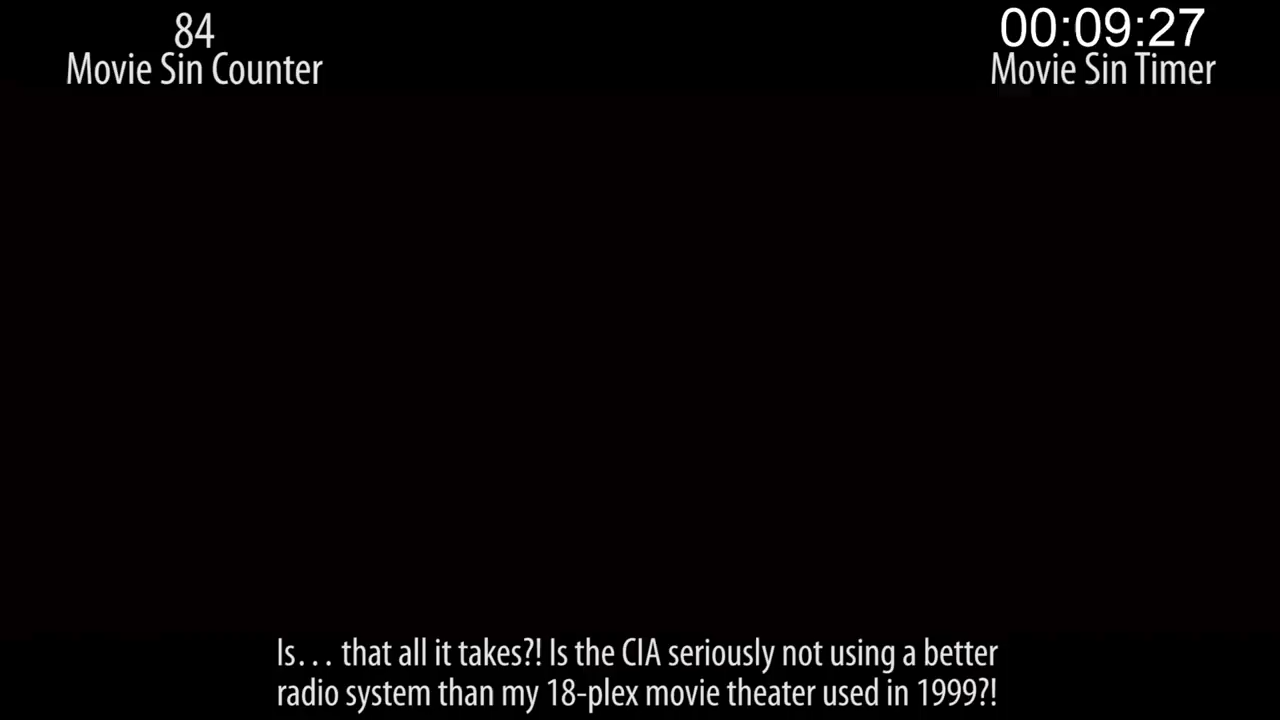 84
Movie Sin Counter
00:09:27
Movie Sin Timer
Is... that all it takes?! Is the CIA seriously not using a better
radio system than my 18-plex movie theater used in 1999?!